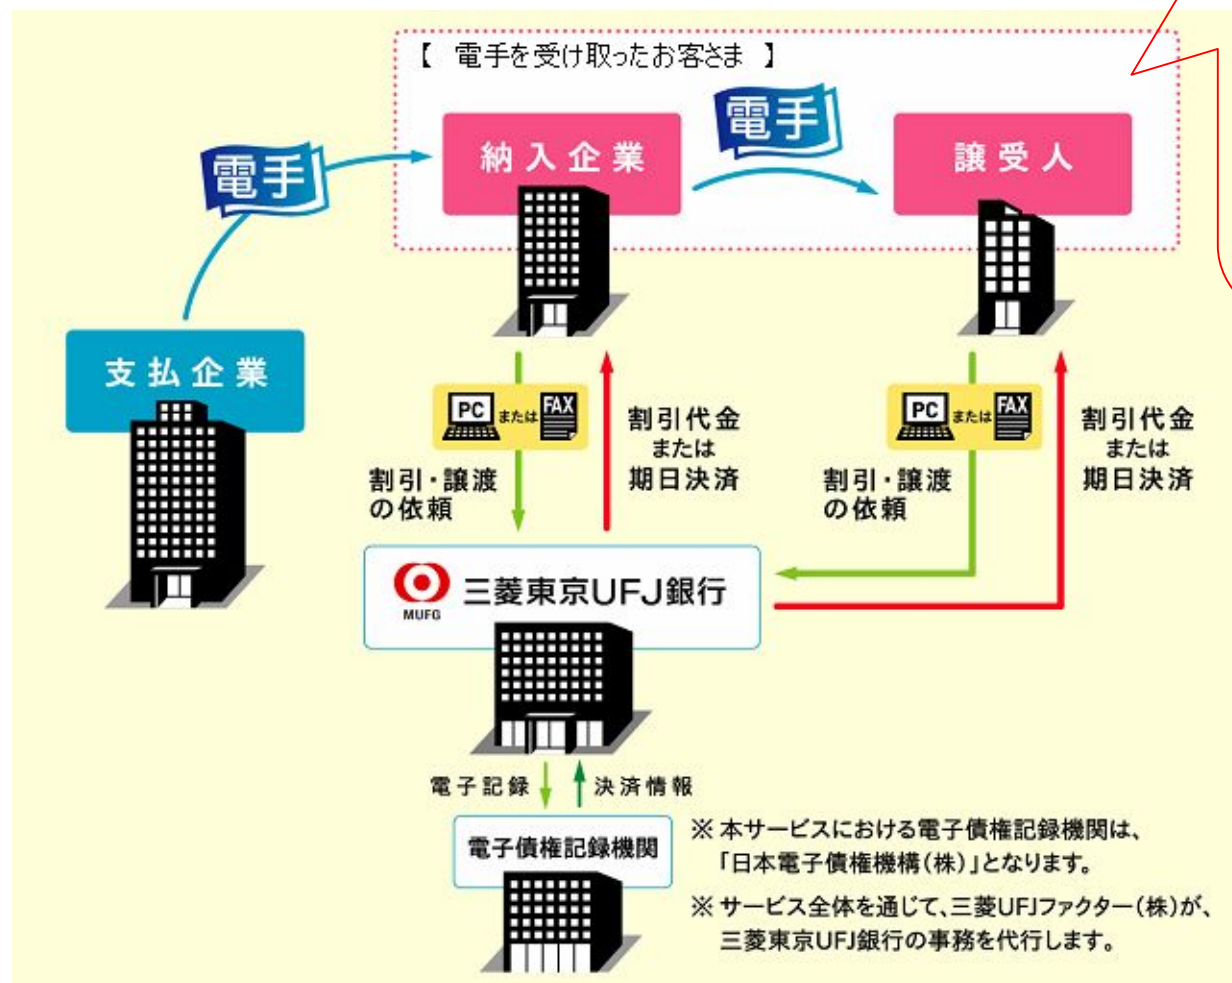 【 電手を受け取ったお客さま 】
電手
電手
納入企業
譲受人
支払企業
PC または FAX
割引・譲渡
の依頼
割引代金
または
期日決済
PC または FAX
割引・譲渡
の依頼
割引代金
または
期日決済
MUFG
三菱東京UFJ銀行
電子記録
決済情報
電子債権記録機関
※ 本サービスにおける電子債権記録機関は、
「日本電子債権機構(株)」となります。
※ サービス全体を通じて、三菱UFJファクター(株)が、
三菱東京UFJ銀行の事務を代行します。